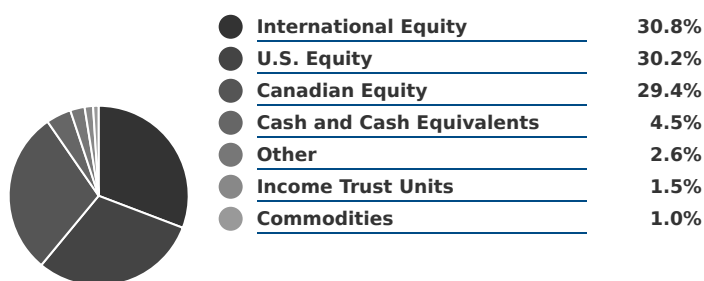 International Equity 30.8%
U.S. Equity 30.2%
Canadian Equity 29.4%
Cash and Cash Equivalents 4.5%
Other 2.6%
Income Trust Units 1.5%
Commodities 1.0%